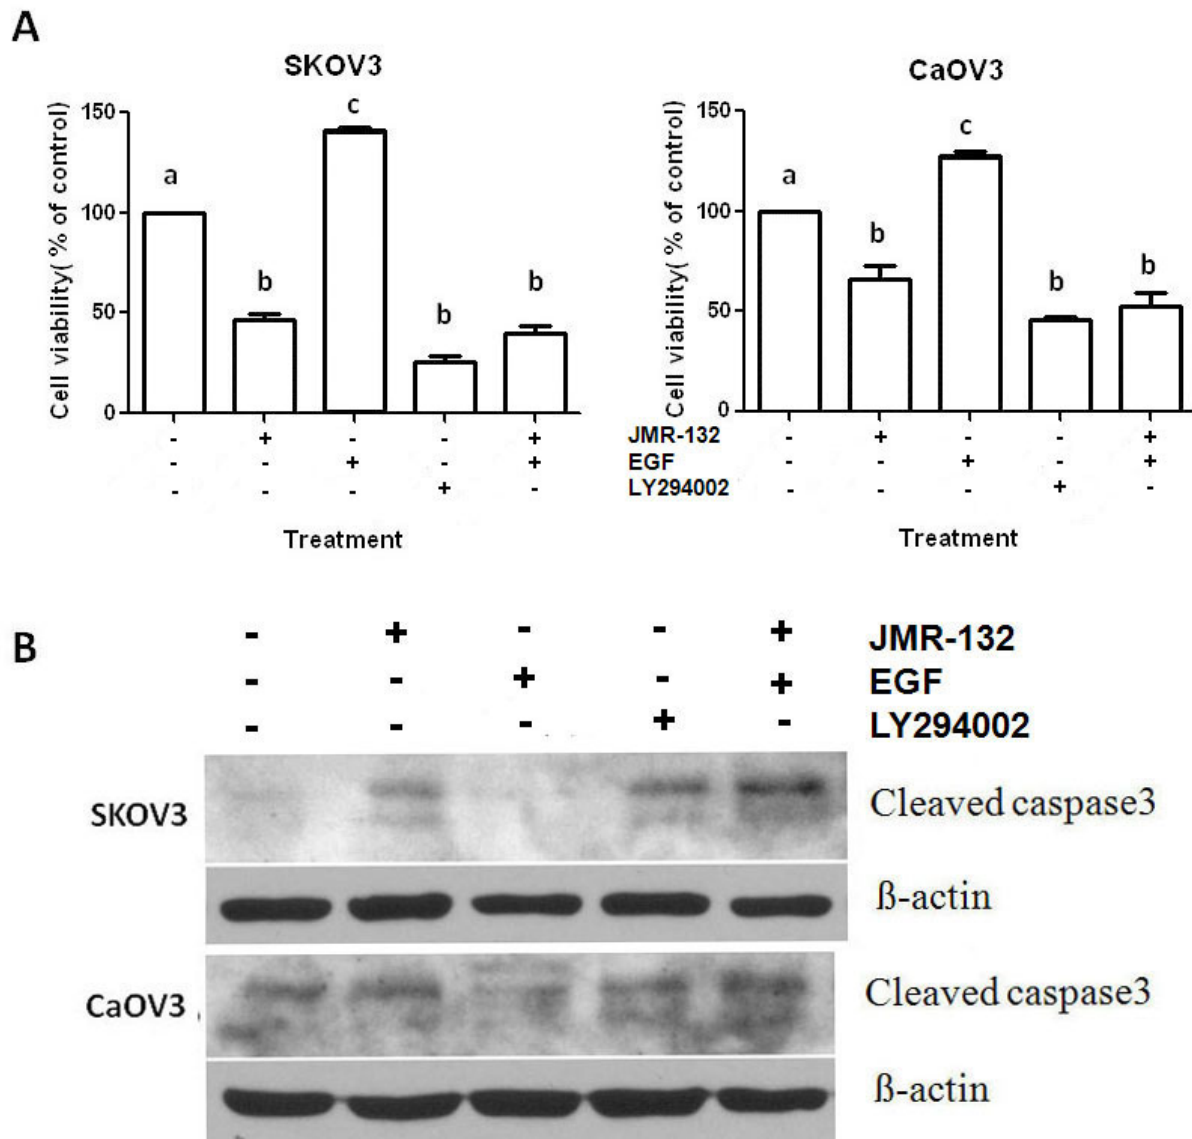 A
SKOV3
Cell viability( % of control)
150
100
50
0
a
b
c
b
b
- + - - +
- - + - +
- - - + -
Treatment
CaOV3
Cell viability( % of control)
150
100
50
0
a
b
c
b
b
JMR-132 - + - - +
EGF - - + - +
LY294002 - - - + -
Treatment
B
- + - - + JMR-132
- - + - + EGF
- - - + - LY294002
SKOV3 Cleaved caspase3
ß-actin
CaOV3 Cleaved caspase3
ß-actin